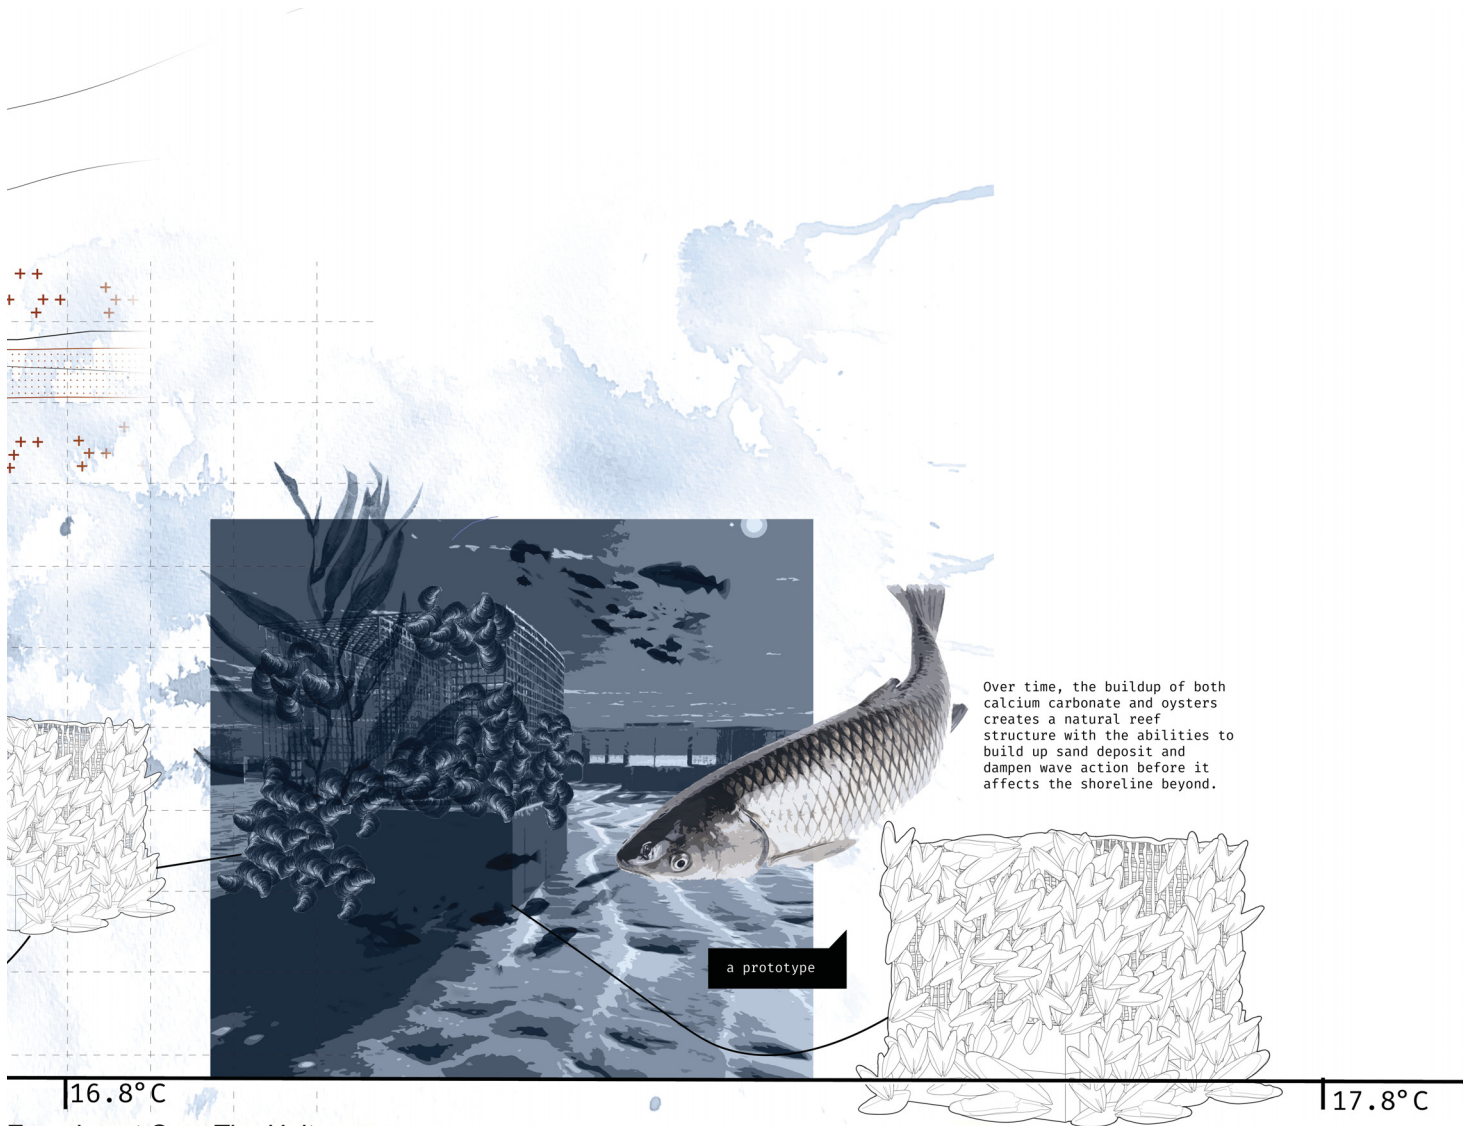 Over time, the buildup of both
calcium carbonate and oysters
creates a natural reef
structure with the abilities to
build up sand deposit and
dampen wave action before it
affects the shoreline beyond.
a prototype
16.8°C
17.8°C